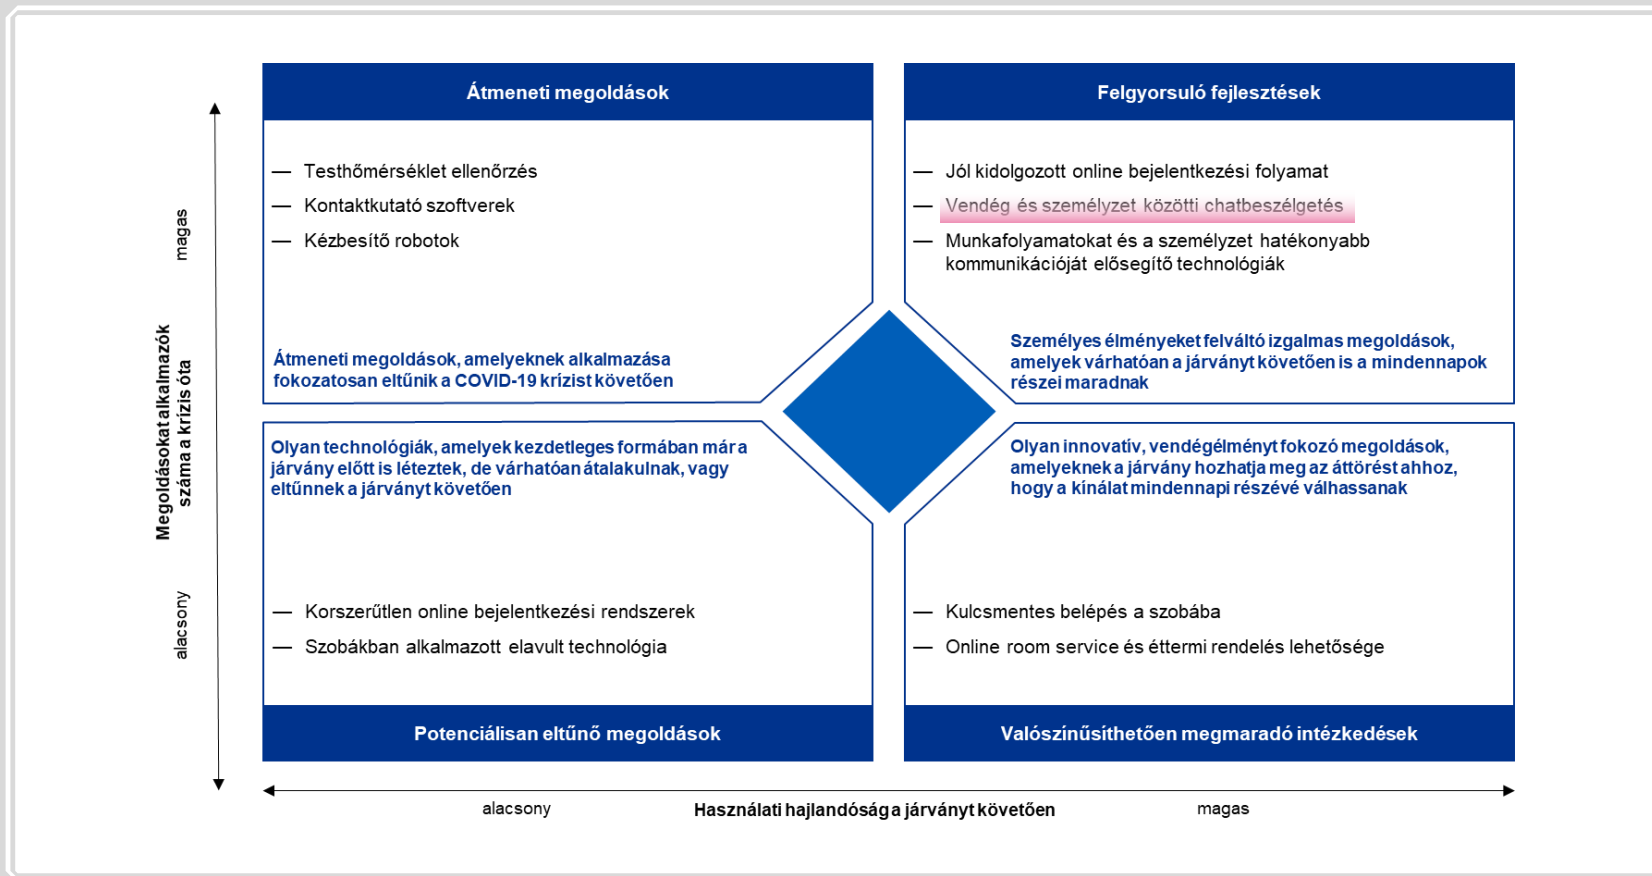 Átmeneti megoldások
— Testhőmérséklet ellenőrzés
— Kontaktkutató szoftverek
— Kézbesítő robotok
Átmeneti megoldások, amelyeknek alkalmazása
fokozatosan eltűnik a COVID-19 krízist követően
Felgyorsuló fejlesztések
— Jól kidolgozott online bejelentkezési folyamat
— Vendég és személyzet közötti chatbeszélgetés
— Munkafolyamatokat és a személyzet hatékonyabb
kommunikációját elősegítő technológiák
Személyes élményeket felváltó izgalmas megoldások,
amelyek várhatóan a járványt követően is a mindennapok
részei maradnak
magas
Megoldásokat alkalmazók
száma a krízis óta
alacsony
Olyan technológiák, amelyek kezdetleges formában már a
járvány előtt is léteztek, de várhatóan átalakulnak, vagy
eltűnnek a járványt követően
— Korszerűtlen online bejelentkezési rendszerek
— Szobákban alkalmazott elavult technológia
Potenciálisan eltűnő megoldások
Olyan innovatív, vendégélményt fokozó megoldások,
amelyeknek a járvány hozhatja meg az áttörést ahhoz,
hogy a kínálat mindennapi részévé válhassanak
— Kulcsmentes belépés a szobába
— Online room service és éttermi rendelés lehetősége
Valószínűsíthetően megmaradó intézkedések
alacsony
Használati hajlandóság a járványt követően
magas